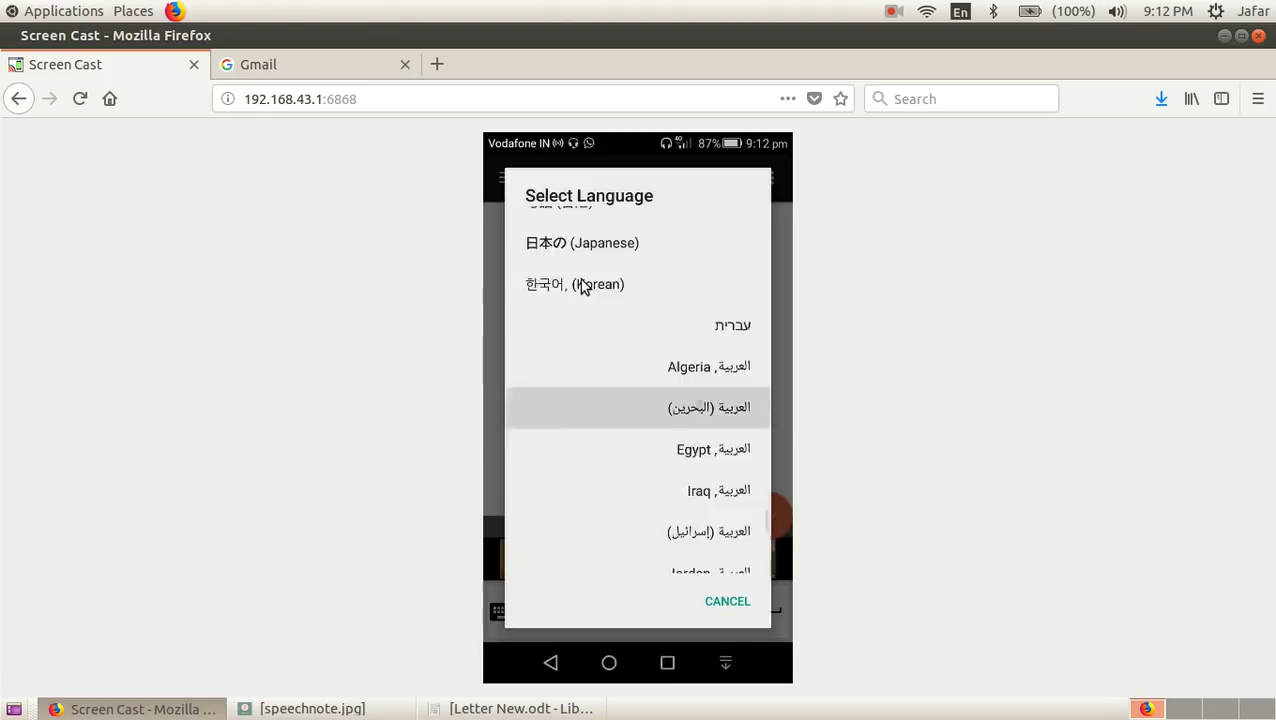 Applications Places En (100%) 9:12 PM Jafar
Screen Cast - Mozilla Firefox
Screen Cast
Gmail
192.168.43.1:6868
Search
Vodafone IN 4G 87% 9:12 pm
Select Language
日本の (Japanese)
한국어, (Korean)
עברית
العربية, Algeria
العربية (البحرين)
العربية, Egypt
العربية, Iraq
العربية (إسرائيل)
العربية, Jordan
CANCEL
Screen Cast - Mozilla ...
[speechnote.jpg]
[Letter New.odt - Lib...